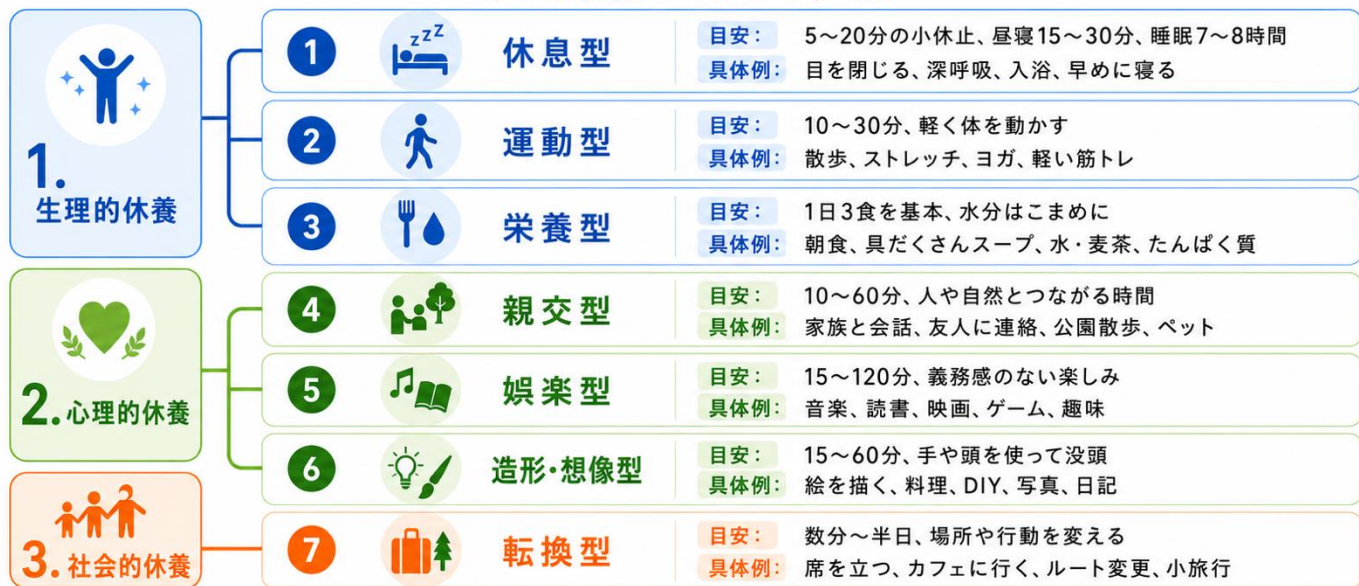 1.
生理的休養
1
zzz
休息型
目安: 5〜20分の小休止、昼寝15〜30分、睡眠7〜8時間
具体例: 目を閉じる、深呼吸、入浴、早めに寝る
2
運動型
目安: 10〜30分、軽く体を動かす
具体例: 散歩、ストレッチ、ヨガ、軽い筋トレ
3
栄養型
目安: 1日3食を基本、水分はこまめに
具体例: 朝食、具だくさんスープ、水・麦茶、たんぱく質
2. 心理的休養
4
親交型
目安: 10〜60分、人や自然とつながる時間
具体例: 家族と会話、友人に連絡、公園散歩、ペット
5
娯楽型
目安: 15〜120分、義務感のない楽しみ
具体例: 音楽、読書、映画、ゲーム、趣味
6
造形・想像型
目安: 15〜60分、手や頭を使って没頭
具体例: 絵を描く、料理、DIY、写真、日記
3. 社会的休養
7
転換型
目安: 数分〜半日、場所や行動を変える
具体例: 席を立つ、カフェに行く、ルート変更、小旅行